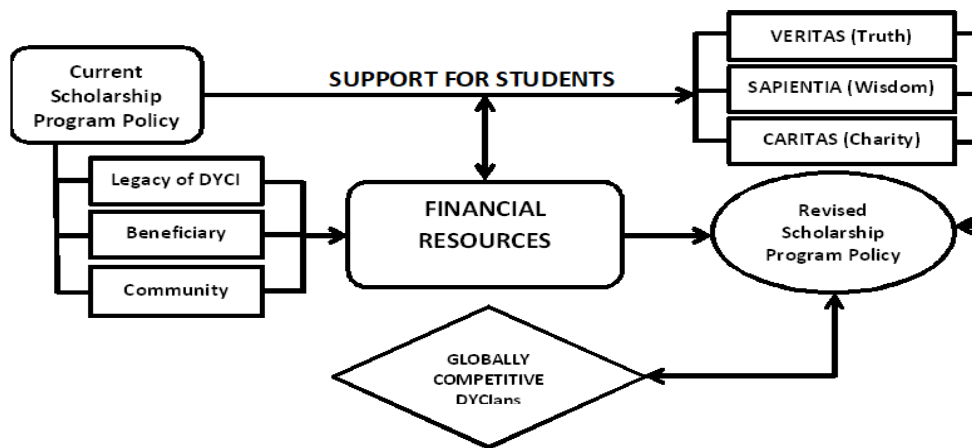 Current
Scholarship
Program Policy
SUPPORT FOR STUDENTS
VERITAS (Truth)
SAPIENTIA (Wisdom)
CARITAS (Charity)
Legacy of DYCI
Beneficiary
Community
FINANCIAL
RESOURCES
Revised
Scholarship
Program Policy
GLOBALLY
COMPETITIVE
DYCIans